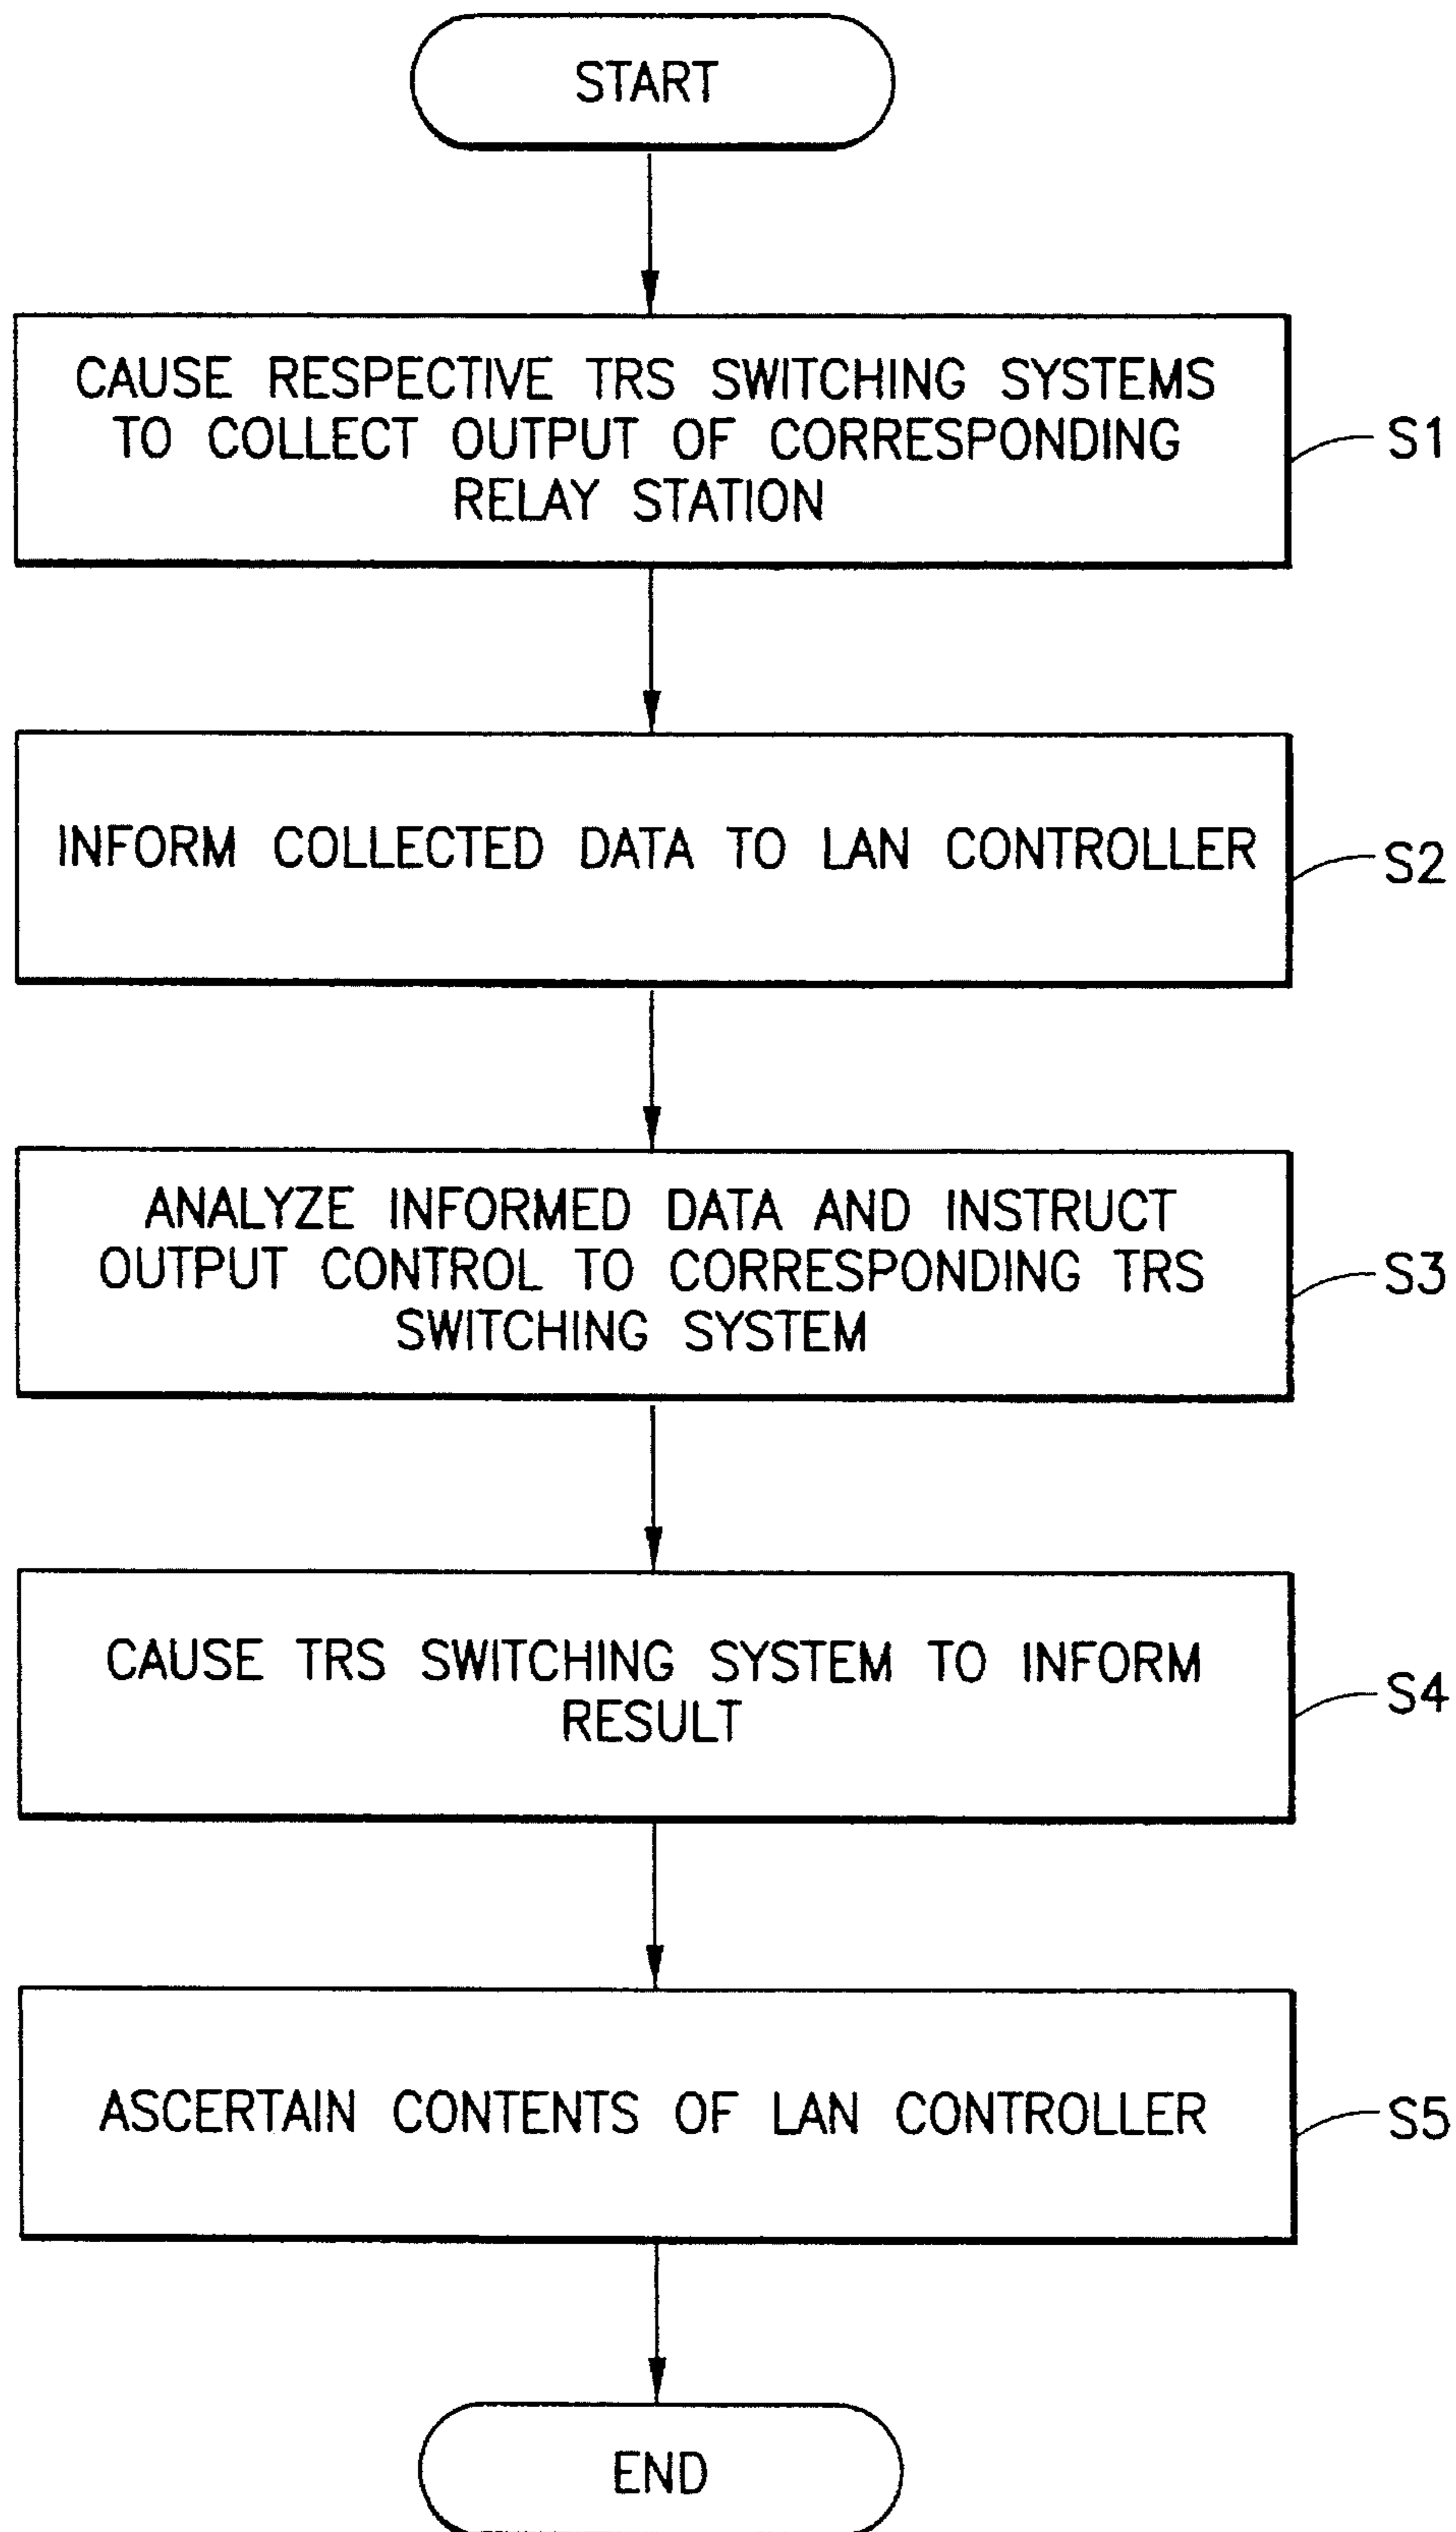 START
CAUSE RESPECTIVE TRS SWITCHING SYSTEMS
TO COLLECT OUTPUT OF CORRESPONDING
RELAY STATION
S1
INFORM COLLECTED DATA TO LAN CONTROLLER
S2
ANALYZE INFORMED DATA AND INSTRUCT
OUTPUT CONTROL TO CORRESPONDING TRS
SWITCHING SYSTEM
S3
CAUSE TRS SWITCHING SYSTEM TO INFORM
RESULT
S4
ASCERTAIN CONTENTS OF LAN CONTROLLER
S5
END